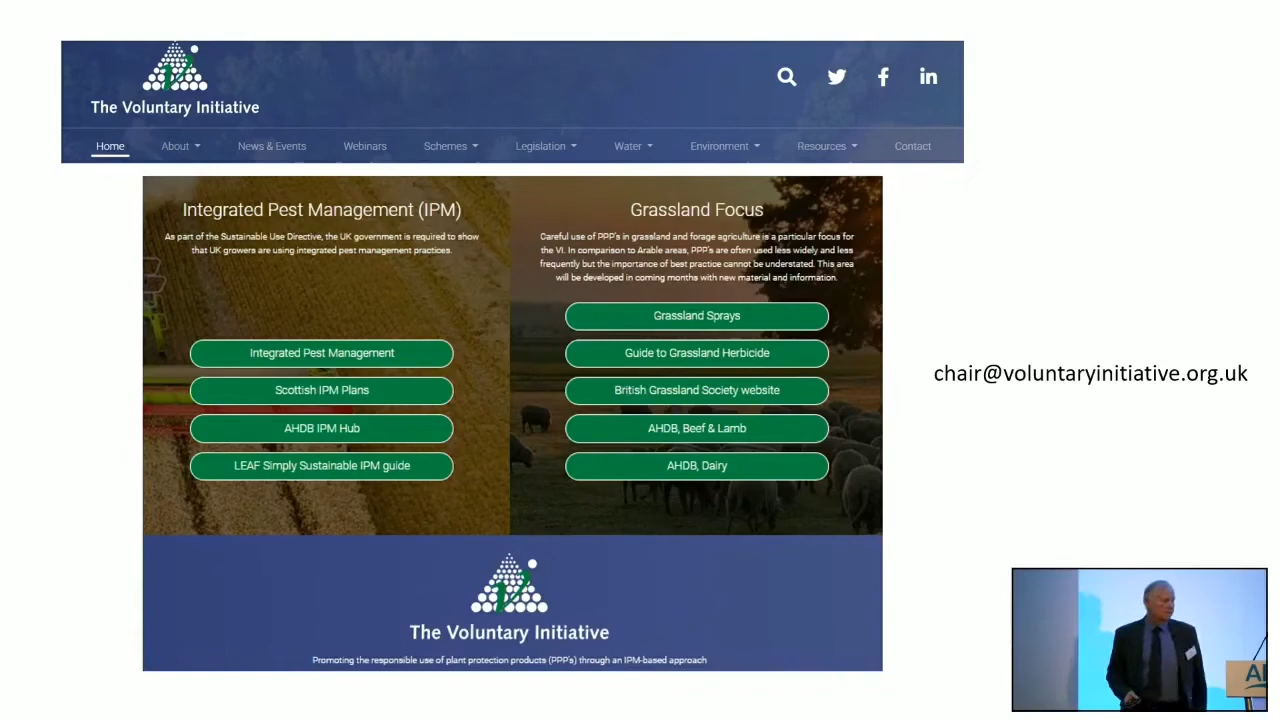 The Voluntary Initiative
Home
About
News & Events
Webinars
Schemes
Legislation
Water
Environment
Resources
Contact
Integrated Pest Management (IPM)
As part of the Sustainable Use Directive, the UK government is required to show
that UK growers are using integrated pest management practices.
Integrated Pest Management
Scottish IPM Plans
AHDB IPM Hub
LEAF Simply Sustainable IPM guide
Grassland Focus
Careful use of PPP's in grassland and forage agriculture is a particular focus for
the VI. In comparison to Arable areas, PPP's are often used less widely and less
frequently but the importance of best practice cannot be understated. This area
will be developed in coming months with new material and information.
Grassland Sprays
Guide to Grassland Herbicide
British Grassland Society website
AHDB, Beef & Lamb
AHDB, Dairy
chair@voluntaryinitiative.org.uk
The Voluntary Initiative
Promoting the responsible use of plant protection products (PPP's) through an IPM-based approach